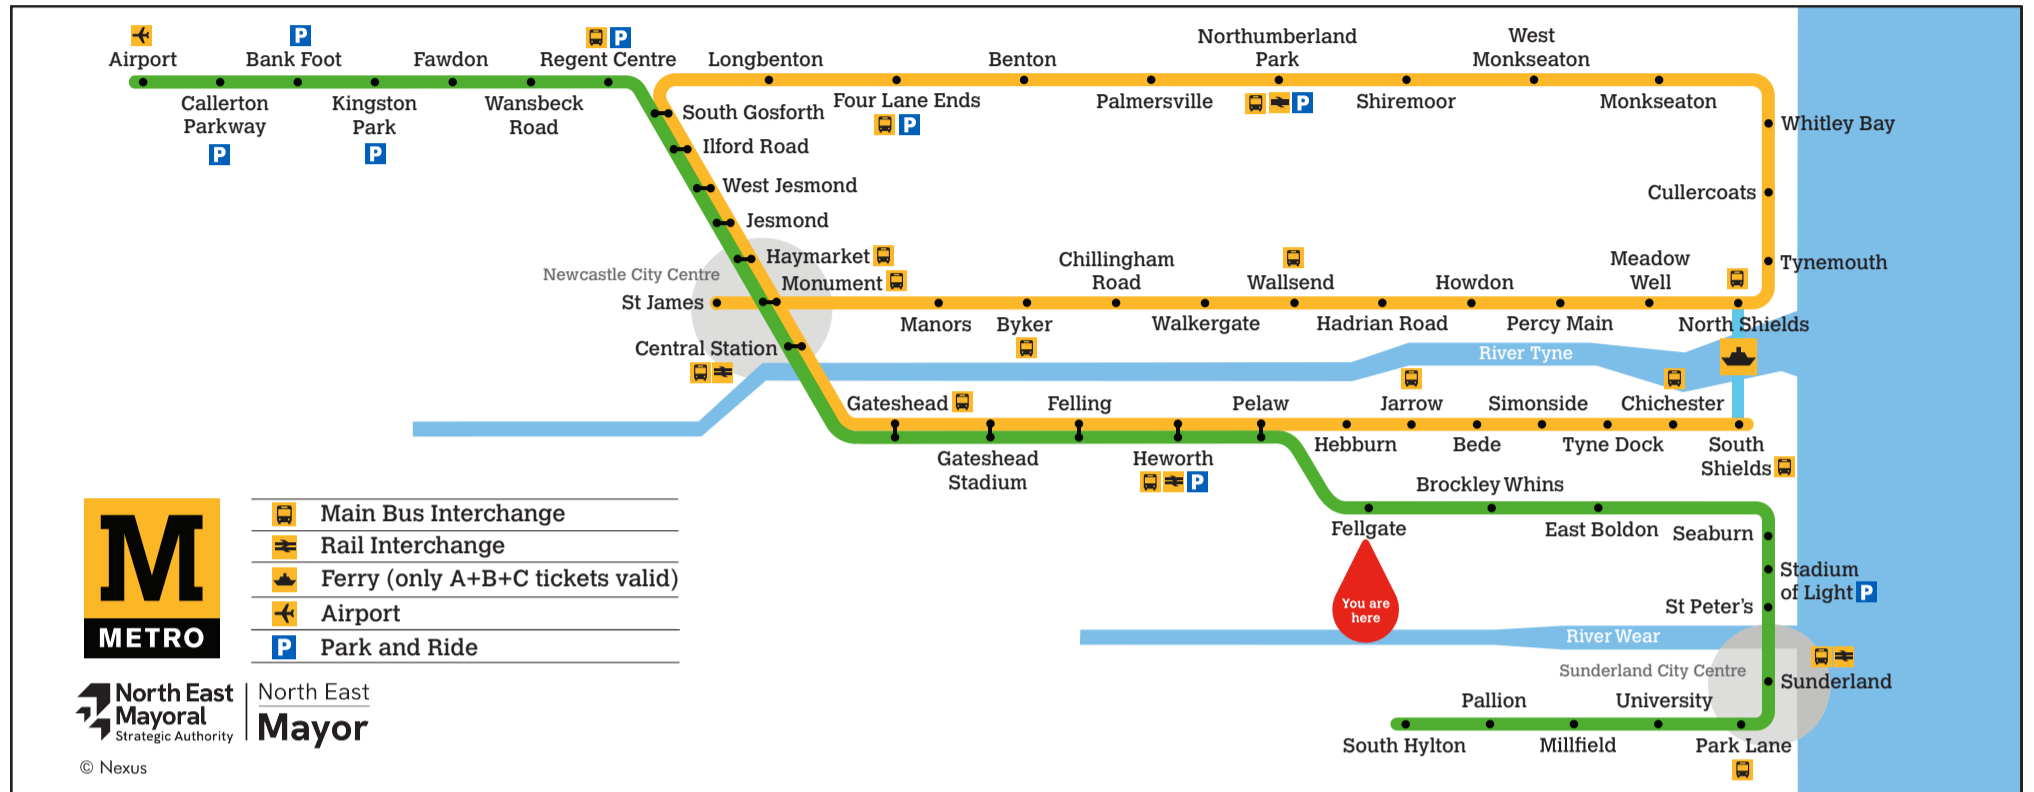 Airport
Callerton
Parkway
P
P
Bank Foot
Kingston
Park
P
Fawdon
Wansbeck
Road
P
Regent Centre
South Gosforth
Ilford Road
West Jesmond
Jesmond
Haymarket
Monument
Newcastle City Centre
St James
Central Station
Longbenton
Four Lane Ends
P
Benton
Palmersville
Northumberland
Park
P
Shiremoor
West
Monkseaton
Monkseaton
Whitley Bay
Cullercoats
Tynemouth
Manors
Byker
Chillingham
Road
Walkergate
Wallsend
Hadrian Road
Howdon
Percy Main
Meadow
Well
North Shields
River Tyne
Gateshead
Gateshead
Stadium
Felling
Heworth
P
Pelaw
Hebburn
Jarrow
Bede
Simonside
Tyne Dock
Chichester
South
Shields
Fellgate
You are
here
Brockley Whins
East Boldon
Seaburn
Stadium
of Light P
St Peter's
River Wear
Sunderland City Centre
Sunderland
Park Lane
University
Millfield
Pallion
South Hylton
M
METRO
Main Bus Interchange
Rail Interchange
Ferry (only A+B+C tickets valid)
Airport
P Park and Ride
North East
Mayoral
Strategic Authority
North East
Mayor
© Nexus